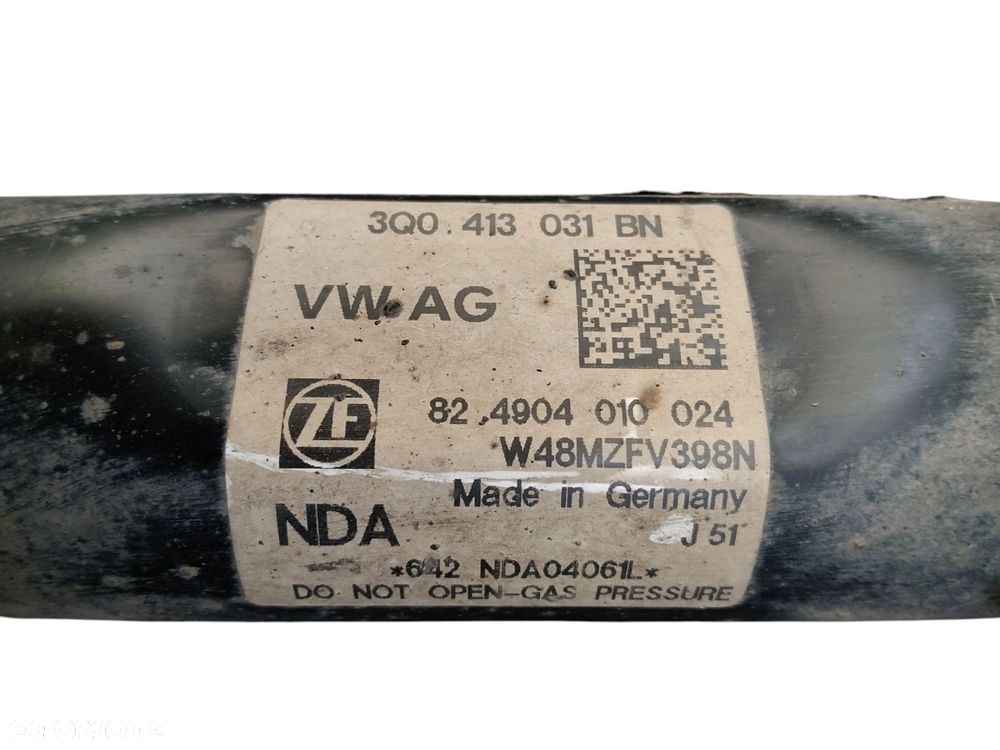 3Q0.413 031 BN
VW AG
ZF
82.4904 010 024
W48MZFV398N
Made in Germany
NDA
J 51
*642 NDA04061L*
DO NOT OPEN-GAS PRESSURE
OTOMOTO